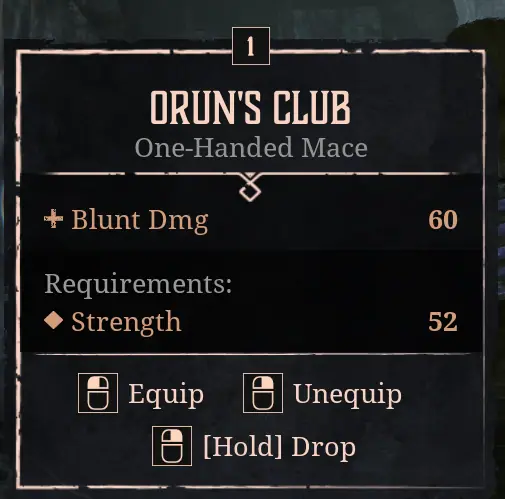 1
ORUN'S CLUB
One-Handed Mace
Blunt Dmg 60
Requirements:
Strength 52
Equip Unequip
[Hold] Drop